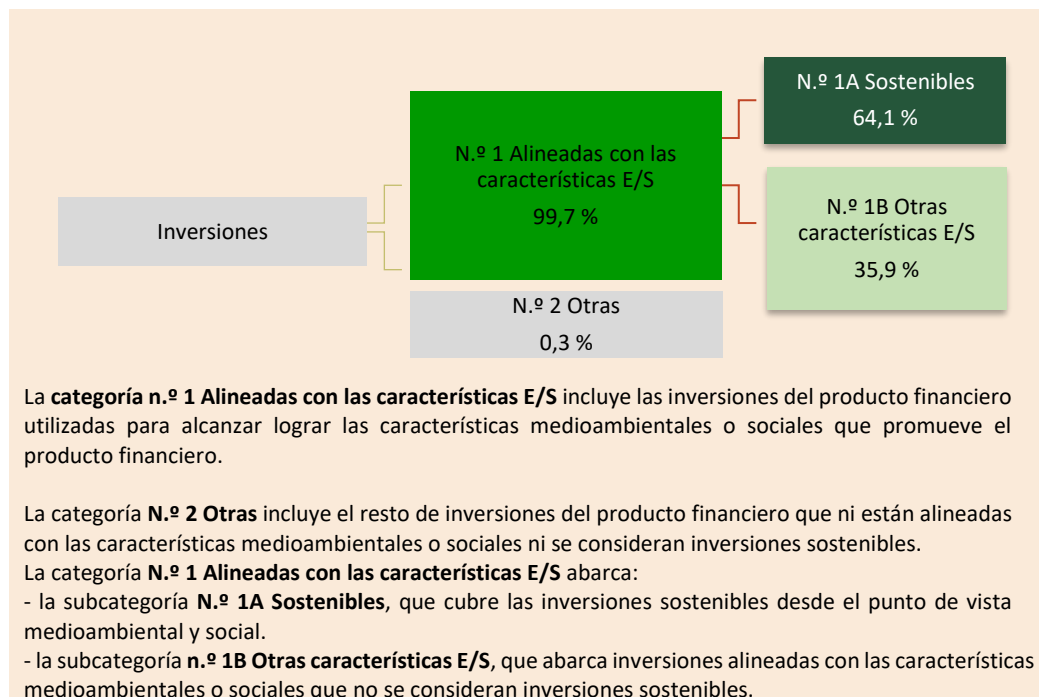 N.º 1A Sostenibles
64,1 %
N.º 1 Alineadas con las
características E/S
99,7 %
N.º 1B Otras
características E/S
35,9 %
Inversiones
N.º 2 Otras
0,3 %
La categoría n.º 1 Alineadas con las características E/S incluye las inversiones del producto financiero
utilizadas para alcanzar lograr las características medioambientales o sociales que promueve el
producto financiero.
La categoría N.º 2 Otras incluye el resto de inversiones del producto financiero que ni están alineadas
con las características medioambientales o sociales ni se consideran inversiones sostenibles.
La categoría N.º 1 Alineadas con las características E/S abarca:
- la subcategoría N.º 1A Sostenibles, que cubre las inversiones sostenibles desde el punto de vista
medioambiental y social.
- la subcategoría n.º 1B Otras características E/S, que abarca inversiones alineadas con las características
medioambientales o sociales que no se consideran inversiones sostenibles.